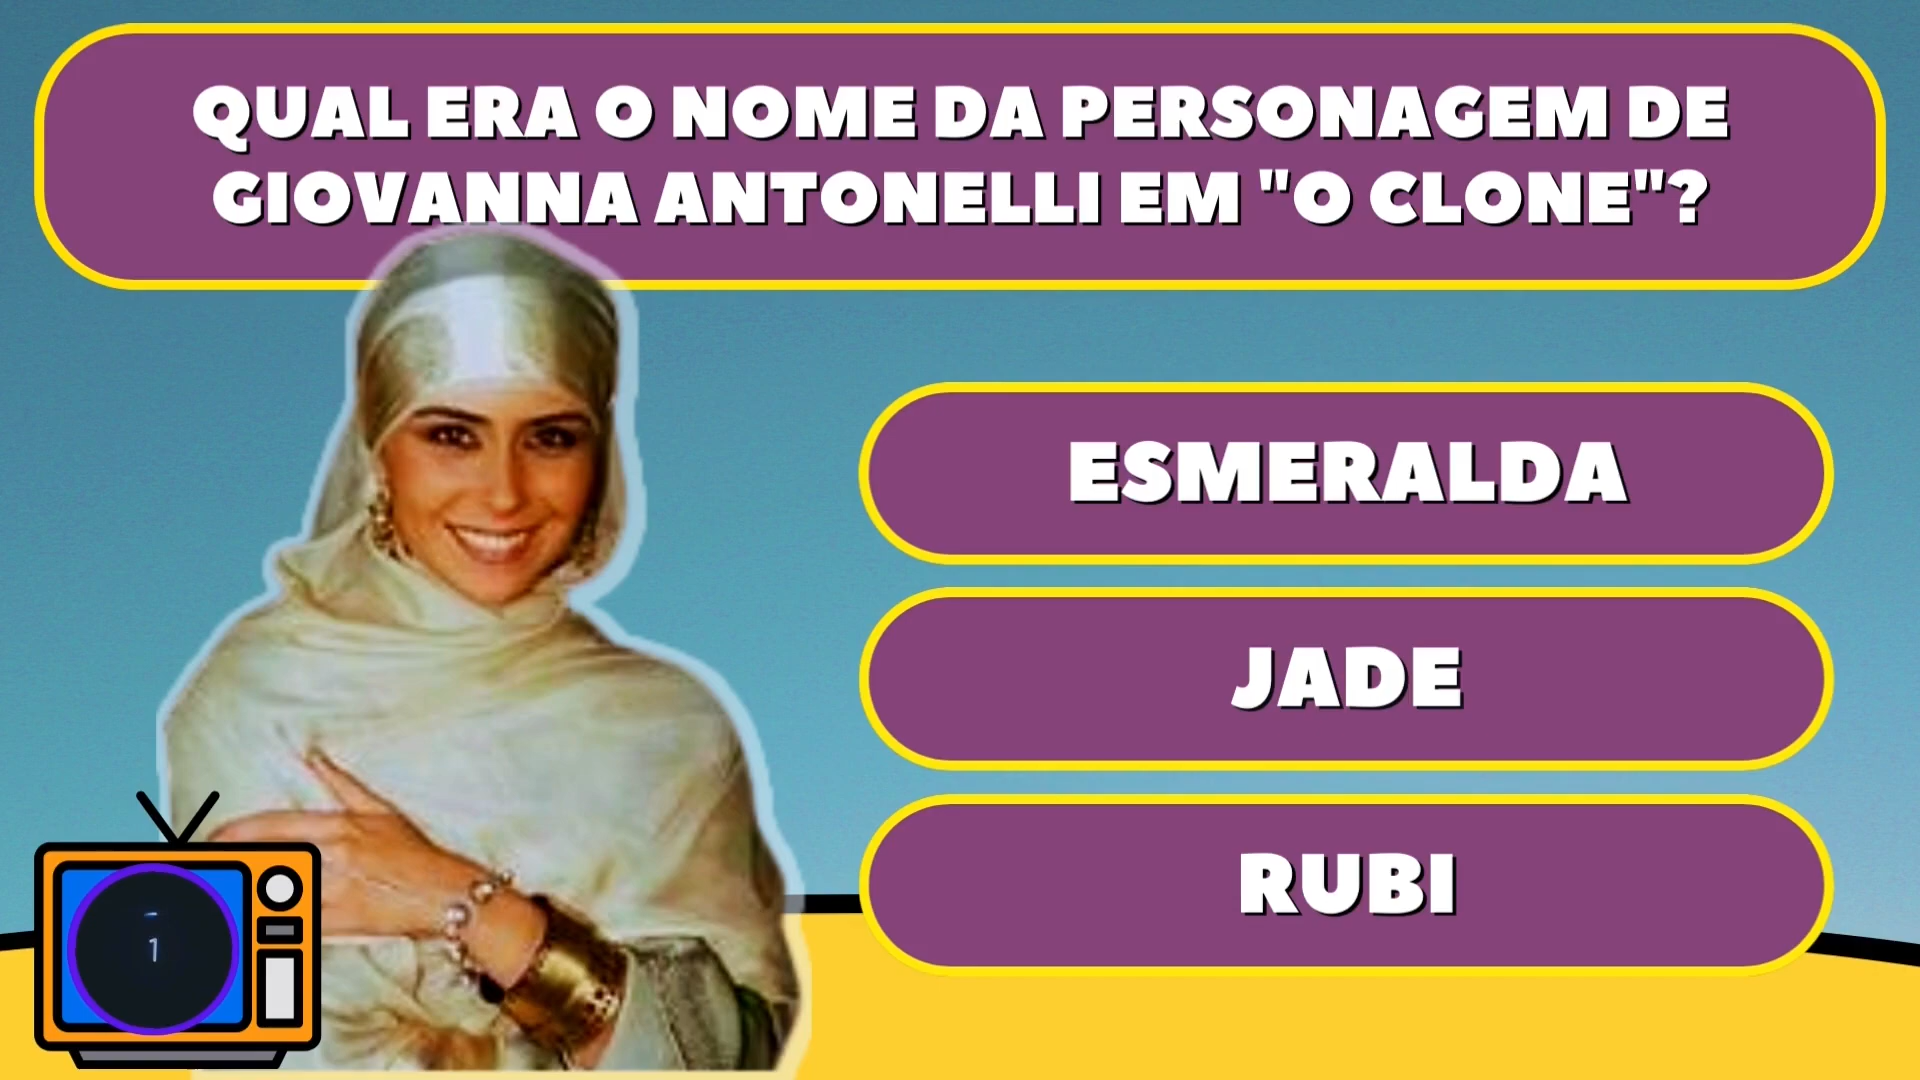 QUAL ERA O NOME DA PERSONAGEM DE
GIOVANNA ANTONELLI EM "O CLONE"?
ESMERALDA
JADE
RUBI
1